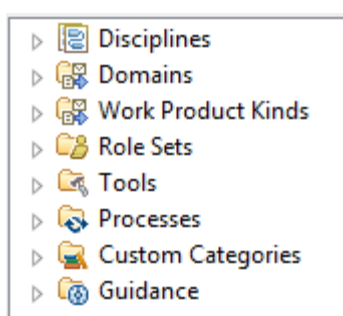 Disciplines
Domains
Work Product Kinds
Role Sets
Tools
Processes
Custom Categories
Guidance